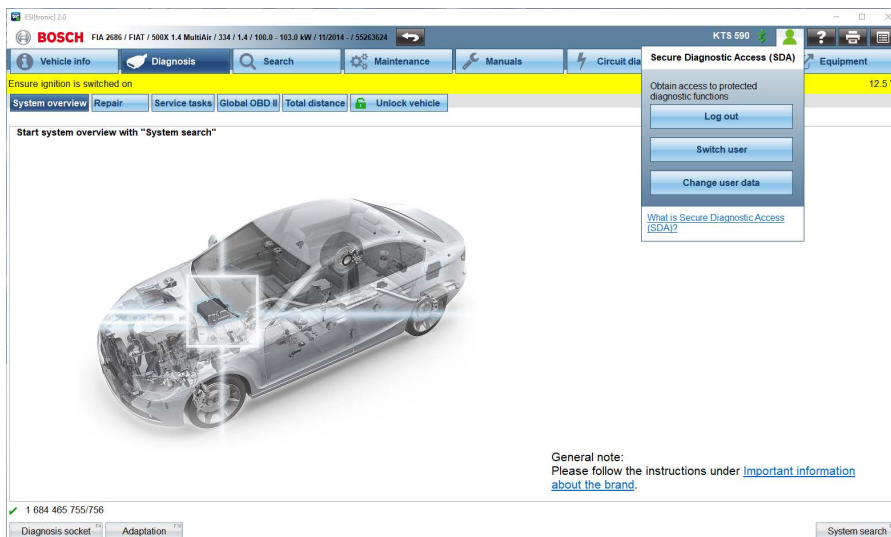 ESI[tronic] 2.0
BOSCH FIA 2686 / FIAT / 500X 1.4 MultiAir / 334 / 1.4 / 100.0 - 103.0 kW / 11/2014 - / 55263624
KTS 590
?
Vehicle info
Diagnosis
Search
Maintenance
Manuals
Circuit dia
Equipment
Ensure ignition is switched on
12.5
System overview
Repair
Service tasks
Global OBD II
Total distance
Unlock vehicle
Secure Diagnostic Access (SDA)
Obtain access to protected
diagnostic functions
Log out
Switch user
Change user data
What is Secure Diagnostic Access
(SDA)?
Start system overview with "System search"
General note:
Please follow the instructions under Important information
about the brand.
1 684 465 755/756
Diagnosis socket
Adaptation
System search